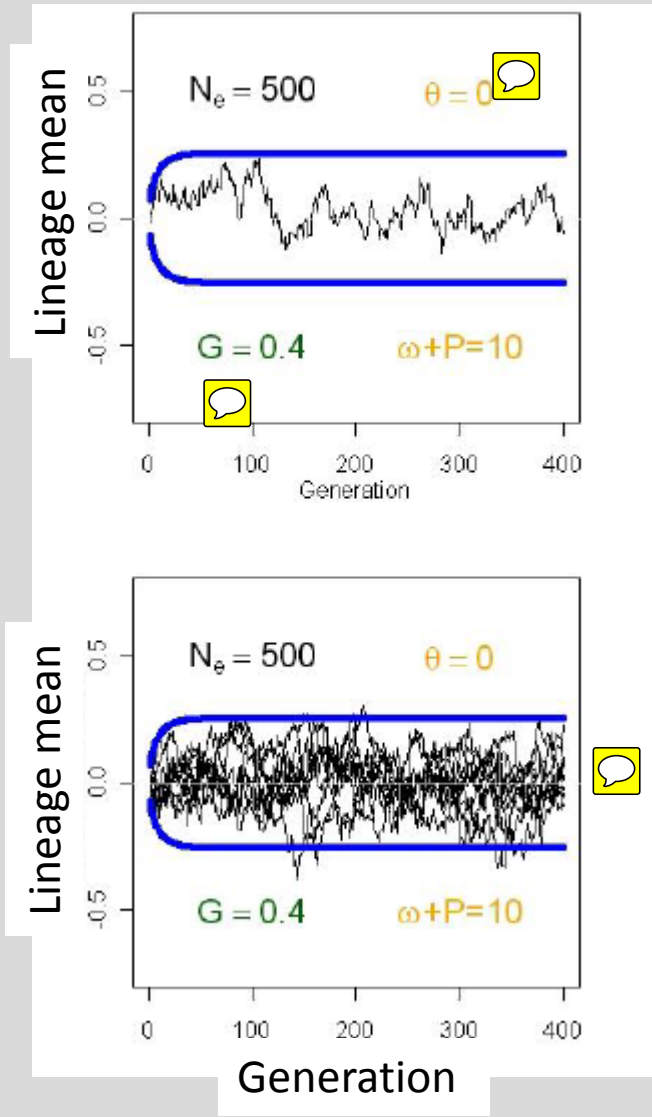 Lineage mean
0.5
0.0
-0.5
Nₑ = 500
θ = 0
G = 0.4
ω+P=10
0 100 200 300 400
Generation
Lineage mean
0.5
0.0
-0.5
Nₑ = 500
θ = 0
G = 0.4
ω+P=10
0 100 200 300 400
Generation